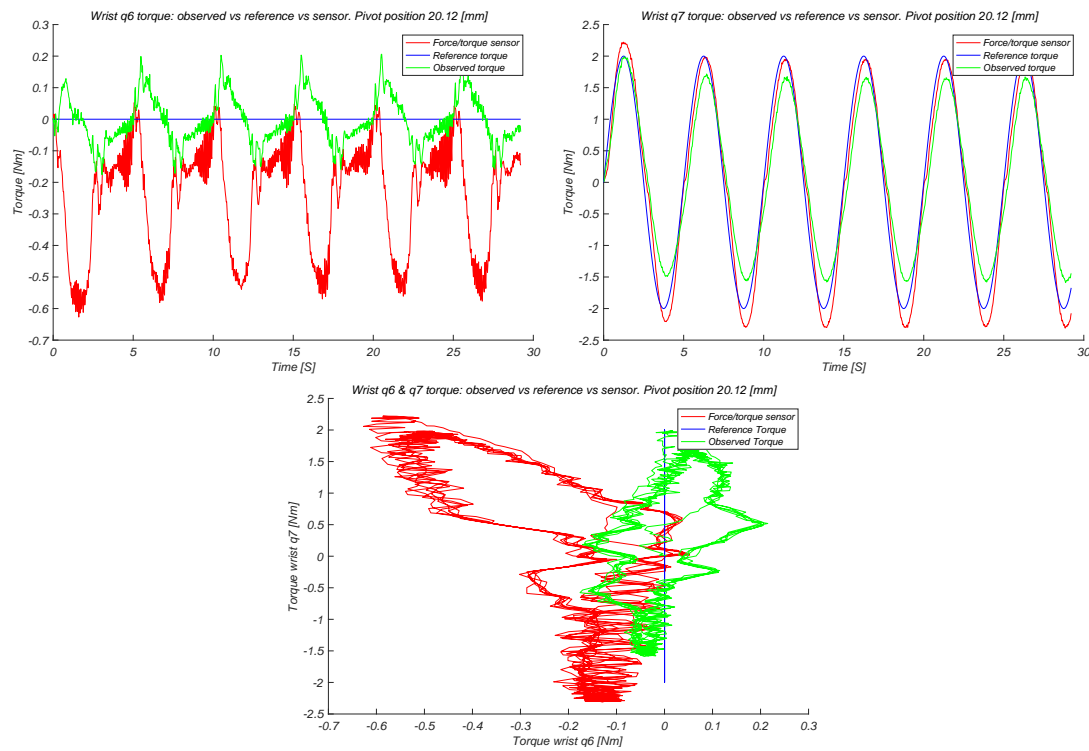 Wrist q6 torque: observed vs reference vs sensor. Pivot position 20.12 [mm]
0.3
0.2
0.1
0
-0.1
-0.2
-0.3
-0.4
-0.5
-0.6
-0.7
Torque [Nm]
Force/torque sensor
Reference torque
Observed torque
0 5 10 15 20 25 30
Time [S]
Wrist q7 torque: observed vs reference vs sensor. Pivot position 20.12 [mm]
2.5
2
1.5
1
0.5
0
-0.5
-1
-1.5
-2
-2.5
Torque [Nm]
Force/torque sensor
Reference torque
Observed torque
0 5 10 15 20 25 30
Time [S]
Wrist q6 & q7 torque: observed vs reference vs sensor. Pivot position 20.12 [mm]
2.5
2
1.5
1
0.5
0
-0.5
-1
-1.5
-2
-2.5
Torque wrist q7 [Nm]
Force/torque sensor
Reference Torque
Observed Torque
-0.7 -0.6 -0.5 -0.4 -0.3 -0.2 -0.1 0 0.1 0.2 0.3
Torque wrist q6 [Nm]